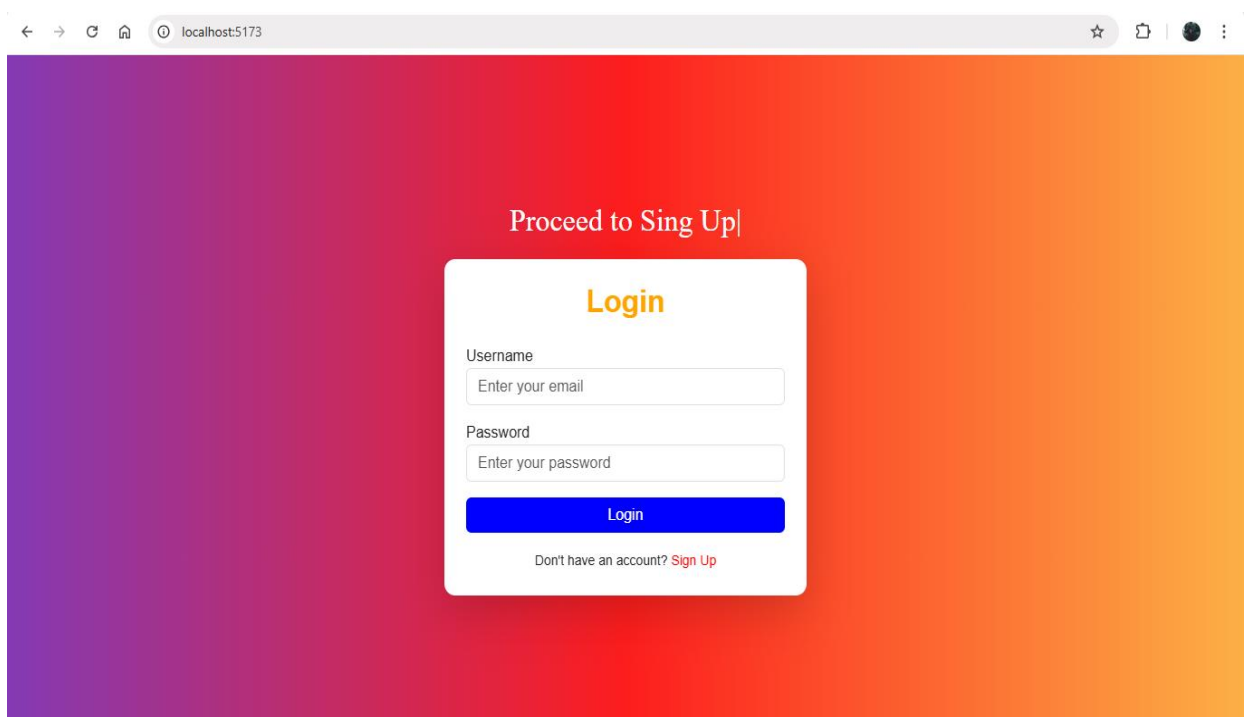 localhost:5173
Proceed to Sing Up|
Login
Username
Enter your email
Password
Enter your password
Login
Don't have an account? Sign Up